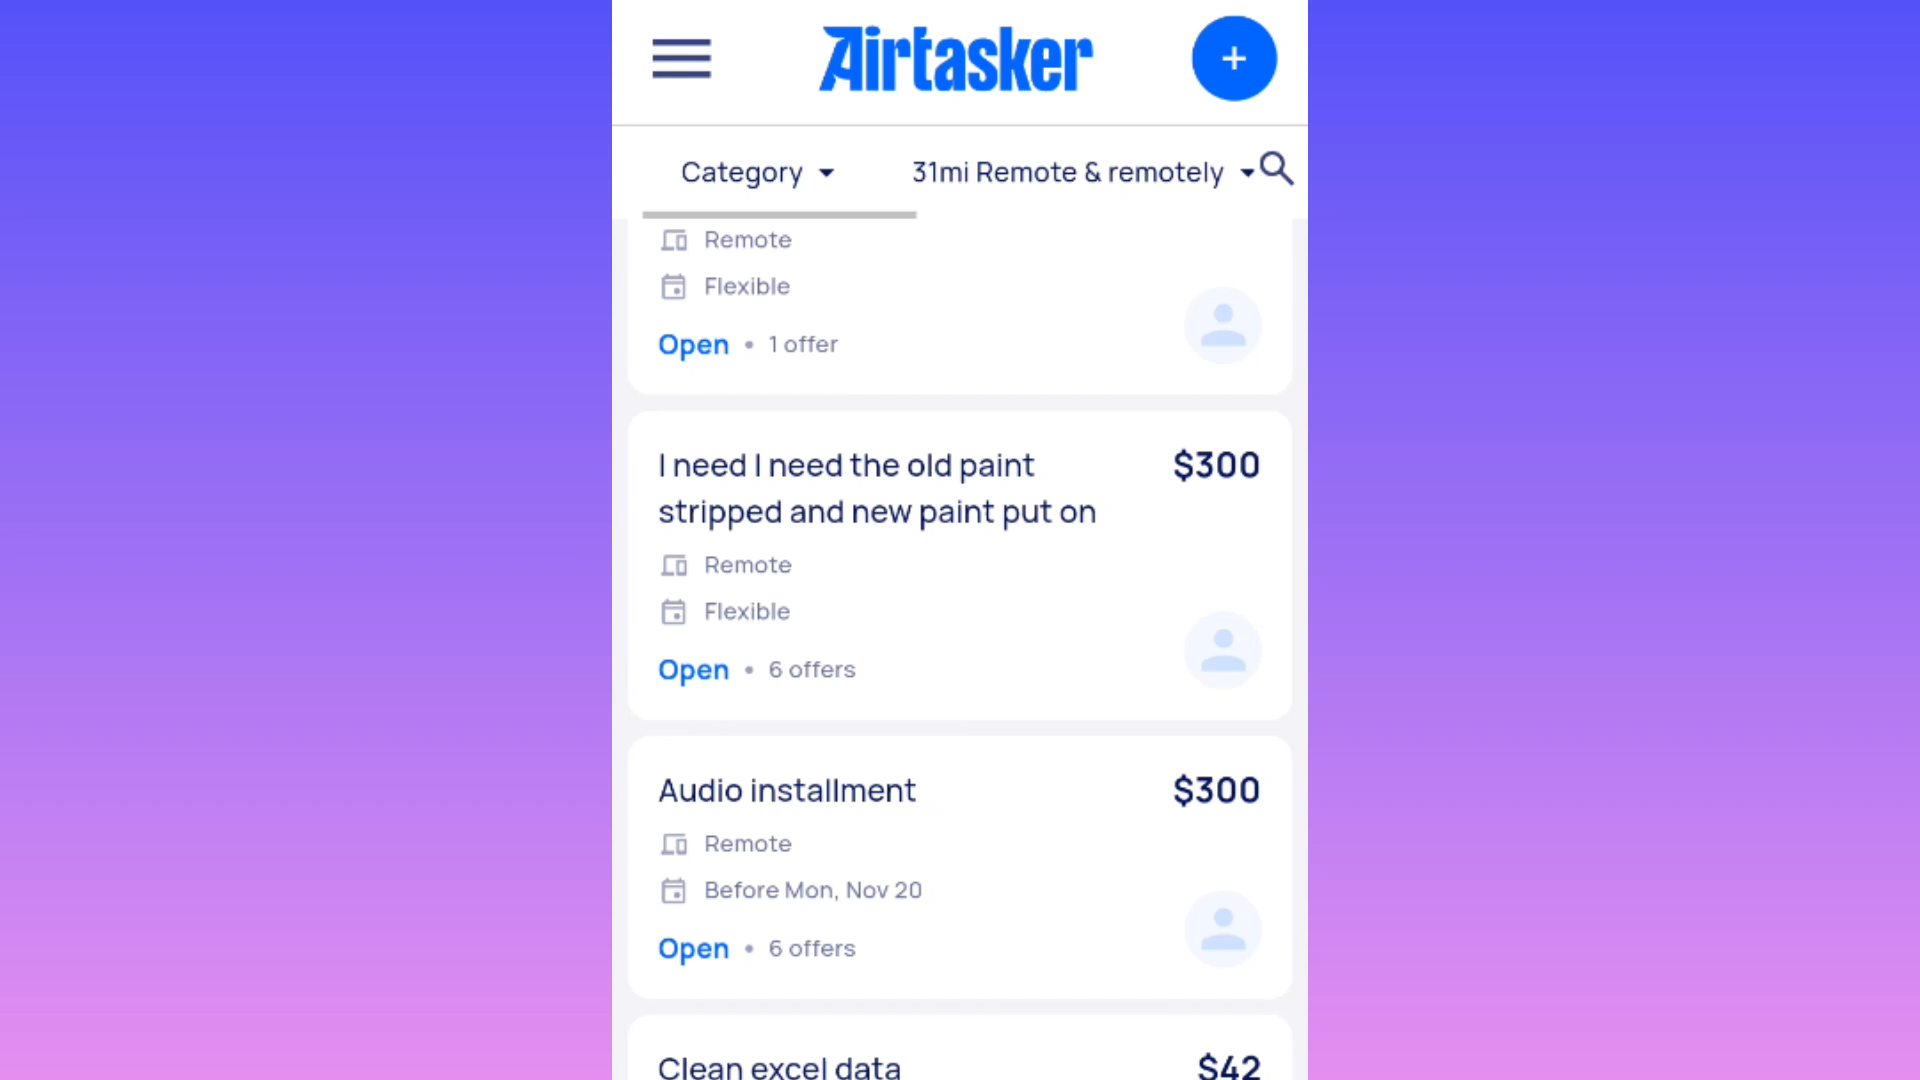 Airtasker
+
Category
31mi Remote & remotely
Remote
Flexible
Open • 1 offer
I need I need the old paint
stripped and new paint put on
$300
Remote
Flexible
Open • 6 offers
Audio installment
$300
Remote
Before Mon, Nov 20
Open • 6 offers
Clean excel data
$42